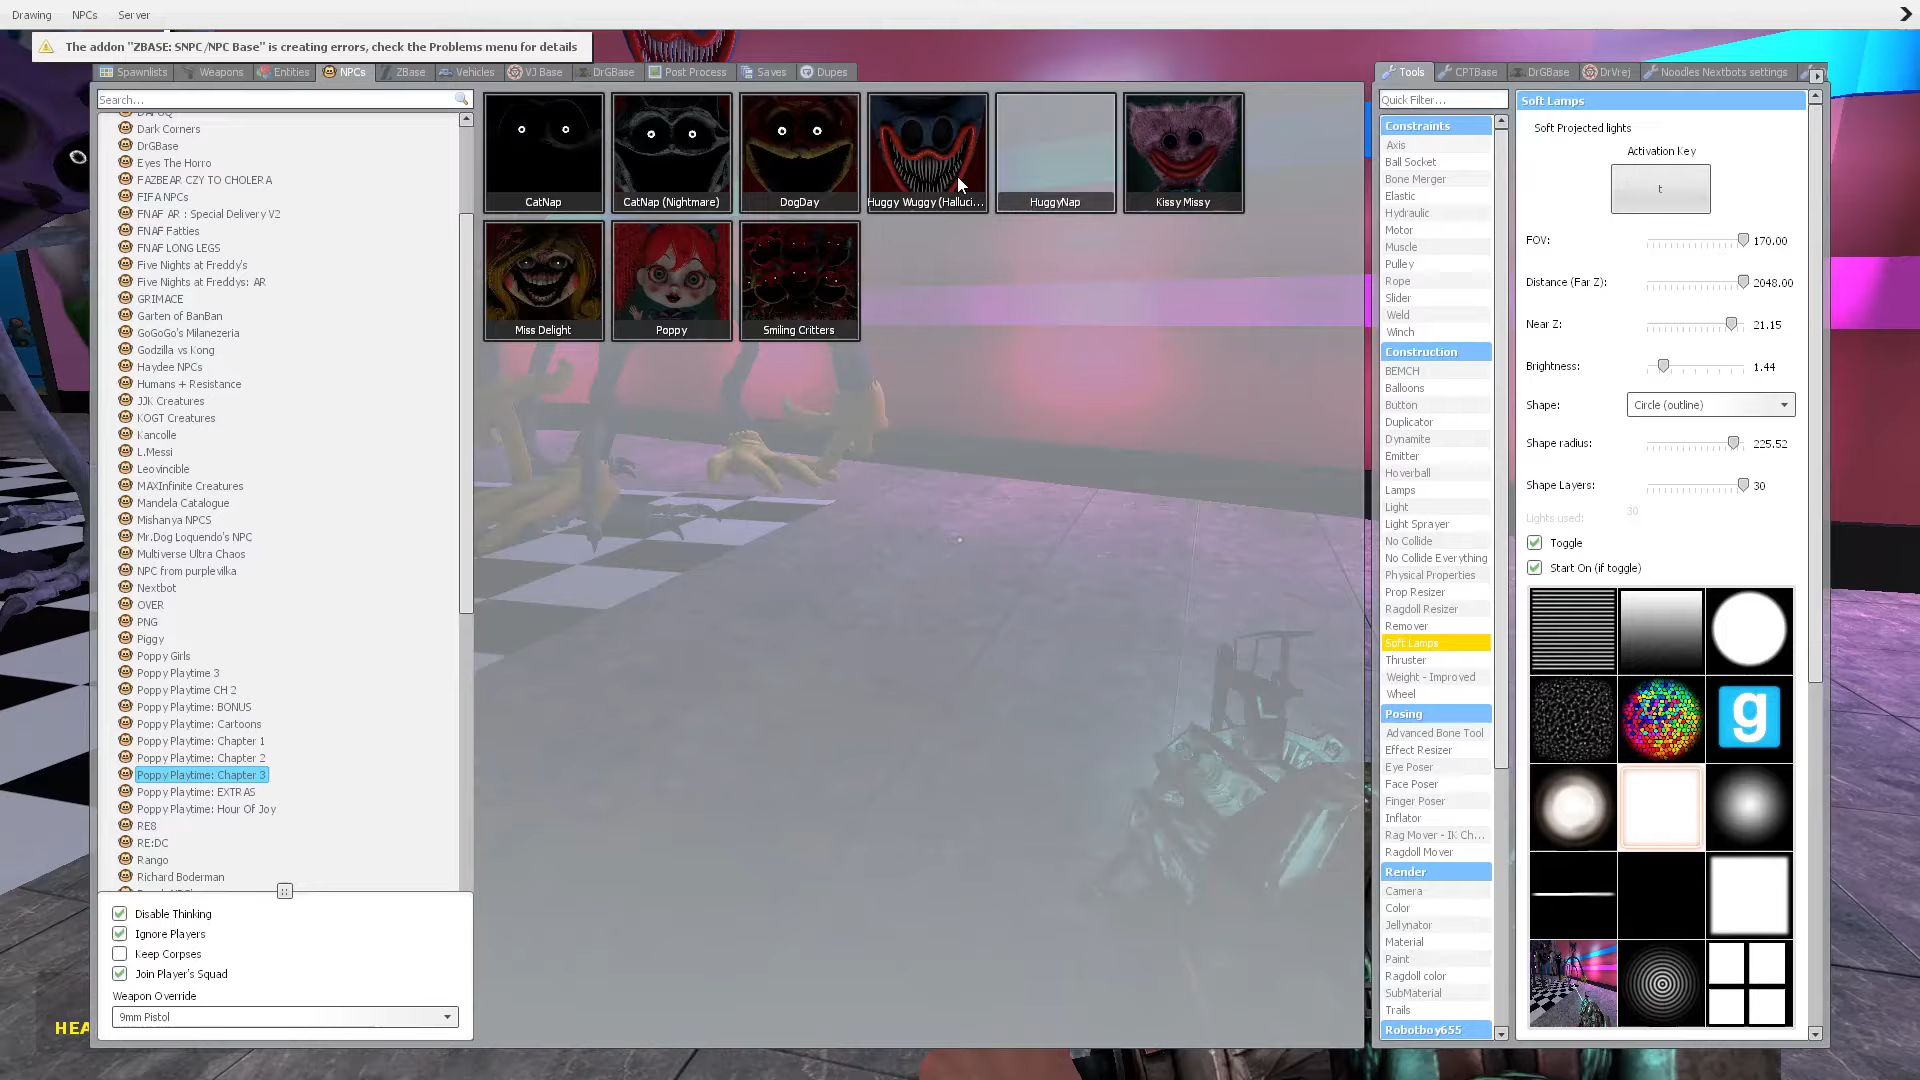 Drawing NPCs Server
The addon "ZBASE: SNPC/NPC Base" is creating errors, check the Problems menu for details
Spawnlists Weapons Entities NPCs ZBase Vehicles VJ Base DrGBase Post Process Saves Dupes
Search...
Dark Corners
DrGBase
Eyes The Horro
FAZBEAR CZY TO CHOLERA
FIFA NPCs
FNAF AR : Special Delivery V2
FNAF Fatties
FNAF LONG LEGS
Five Nights at Freddy's
Five Nights at Freddys: AR
GRIMACE
Garten of BanBan
GoGoGo's Milanezeria
Godzilla vs Kong
Haydee NPCs
Humans + Resistance
JJK Creatures
KOGT Creatures
Kancolle
L.Messi
Leovincible
MAXInfinite Creatures
Mandela Catalogue
Mishanya NPCS
Mr.Dog Loquendo's NPC
Multiverse Ultra Chaos
NPC from purplevilka
Nextbot
OVER
PNG
Piggy
Poppy Girls
Poppy Playtime 3
Poppy Playtime CH 2
Poppy Playtime: BONUS
Poppy Playtime: Cartoons
Poppy Playtime: Chapter 1
Poppy Playtime: Chapter 2
Poppy Playtime: Chapter 3
Poppy Playtime: EXTRAS
Poppy Playtime: Hour Of Joy
RE8
RE:DC
Rango
Richard Boderman
Disable Thinking
Ignore Players
Keep Corpses
Join Player's Squad
Weapon Override
9mm Pistol
HEA
CatNap
CatNap (Nightmare)
DogDay
Huggy Wuggy (Halluci...
HuggyNap
Kissy Missy
Miss Delight
Poppy
Smiling Critters
Tools CPTBase DrGBase DrVrej Noodles Nextbots settings
Quick Filter...
Constraints
Axis
Ball Socket
Bone Merger
Elastic
Hydraulic
Motor
Muscle
Pulley
Rope
Slider
Weld
Winch
Construction
BEMCH
Balloons
Button
Duplicator
Dynamite
Emitter
Hoverball
Lamps
Light
Light Sprayer
No Collide
No Collide Everything
Physical Properties
Prop Resizer
Ragdoll Resizer
Remover
Soft Lamps
Thruster
Weight - Improved
Wheel
Posing
Advanced Bone Tool
Effect Resizer
Eye Poser
Face Poser
Finger Poser
Inflator
Rag Mover - IK Ch...
Ragdoll Mover
Render
Camera
Color
Jellynator
Material
Paint
Ragdoll color
SubMaterial
Trails
Robotboy655
Soft Lamps
Soft Projected lights
Activation Key
t
FOV: 170.00
Distance (Far Z): 2048.00
Near Z: 21.15
Brightness: 1.44
Shape: Circle (outline)
Shape radius: 225.52
Shape Layers: 30
Lights used: 30
Toggle
Start On (if toggle)
g